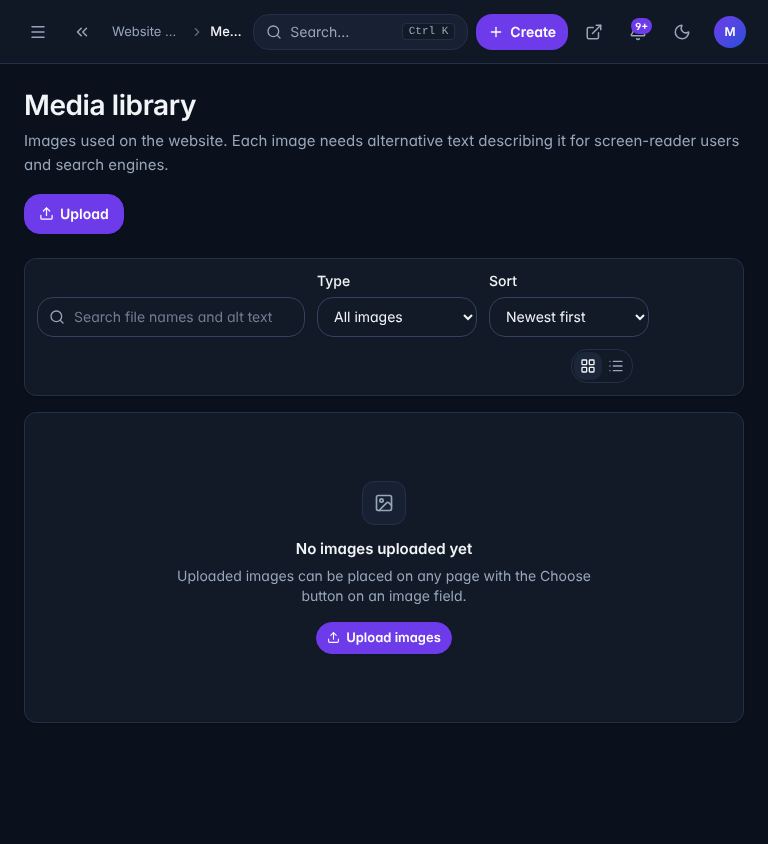 Website ...
Me...
Search...
Ctrl K
Create
9+
M
Media library
Images used on the website. Each image needs alternative text describing it for screen-reader users
and search engines.
Upload
Type
Sort
Search file names and alt text
All images
Newest first
No images uploaded yet
Uploaded images can be placed on any page with the Choose
button on an image field.
Upload images